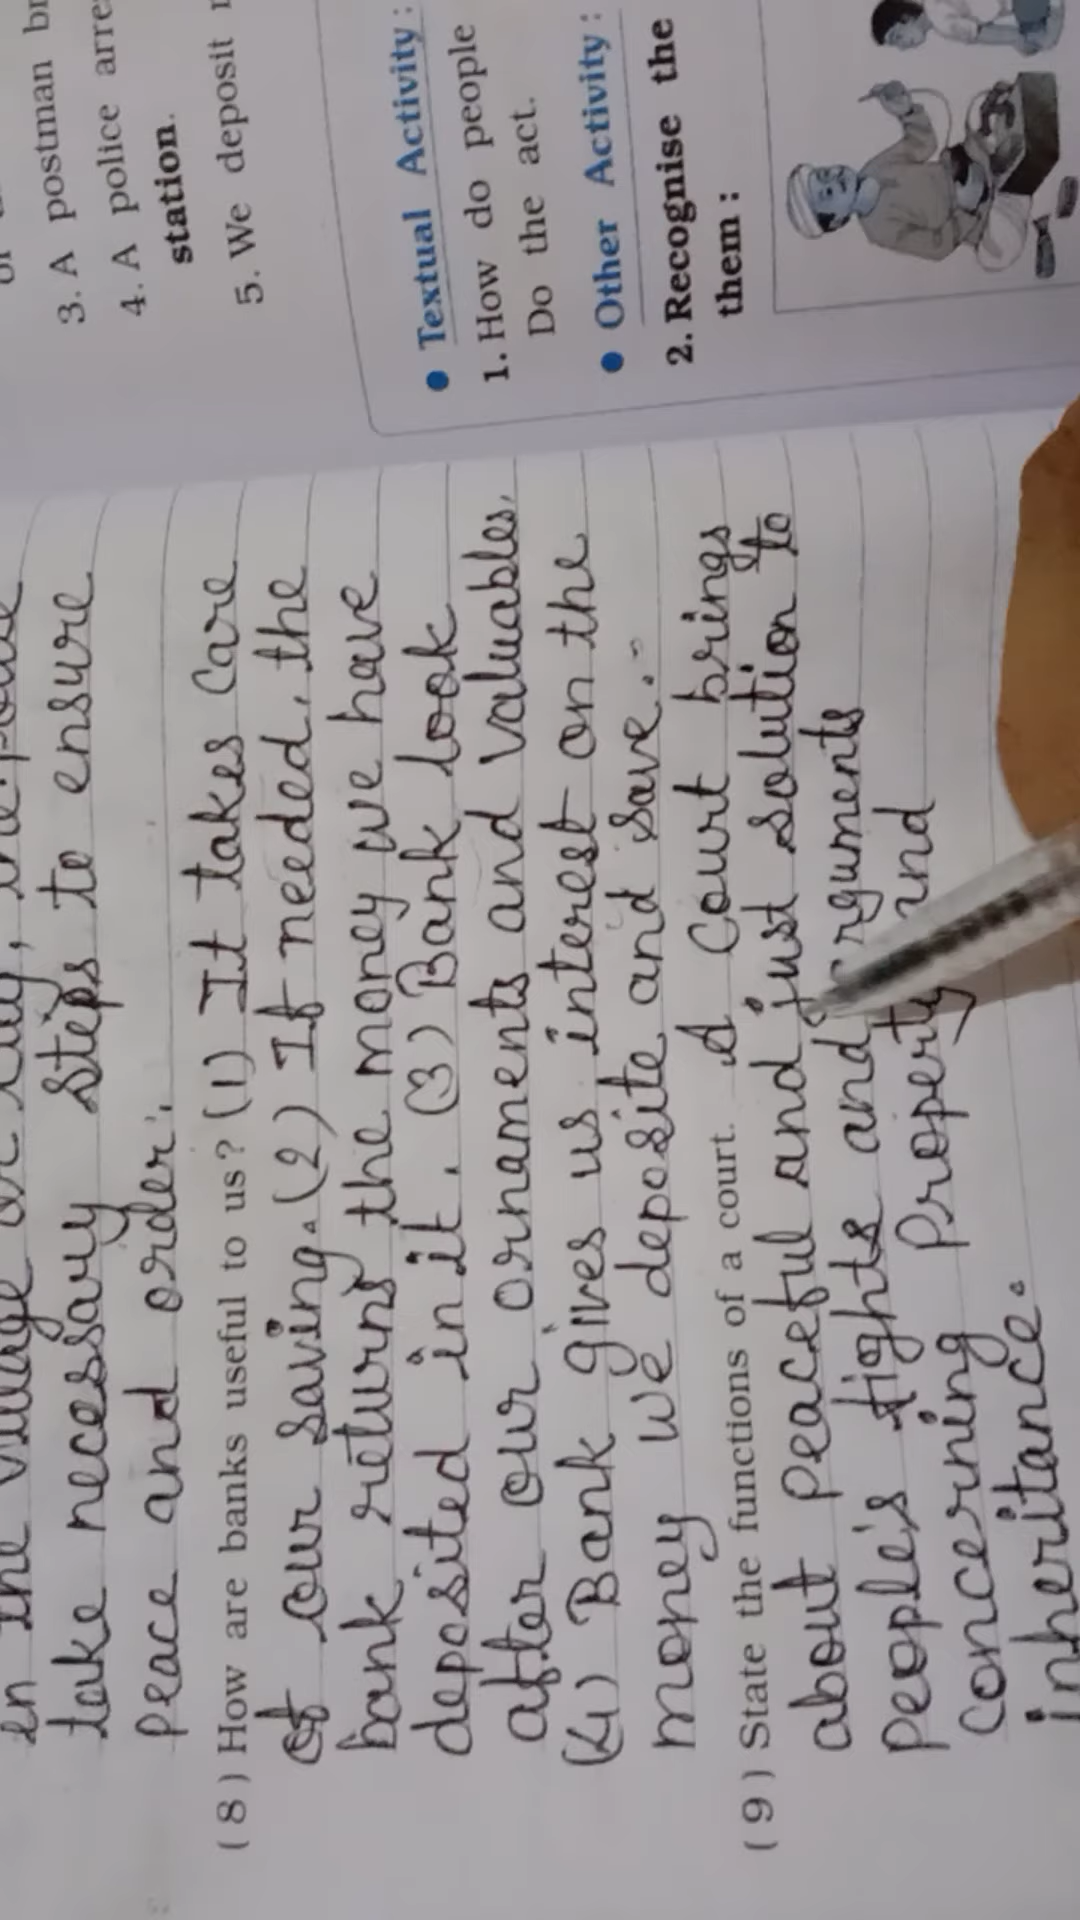 3. A postman
4. A police
station.
5. We deposit
● Textual Activity :
1. How do people
Do the act.
● Other Activity :
2. Recognise the
them :
in the village
take necessary steps to ensure
peace and order.
(8) How are banks useful to us? (1) It takes care
of our saving. (2) If needed, the
bank returns the money we have
deposited in it. (3) Bank look
after our ornaments and valuables.
(4) Bank gives us interest on the
money we deposite and save.
(9) State the functions of a court. A court brings
about peaceful and just solution to
people's fights and arguments
concerning property and
inheritance.